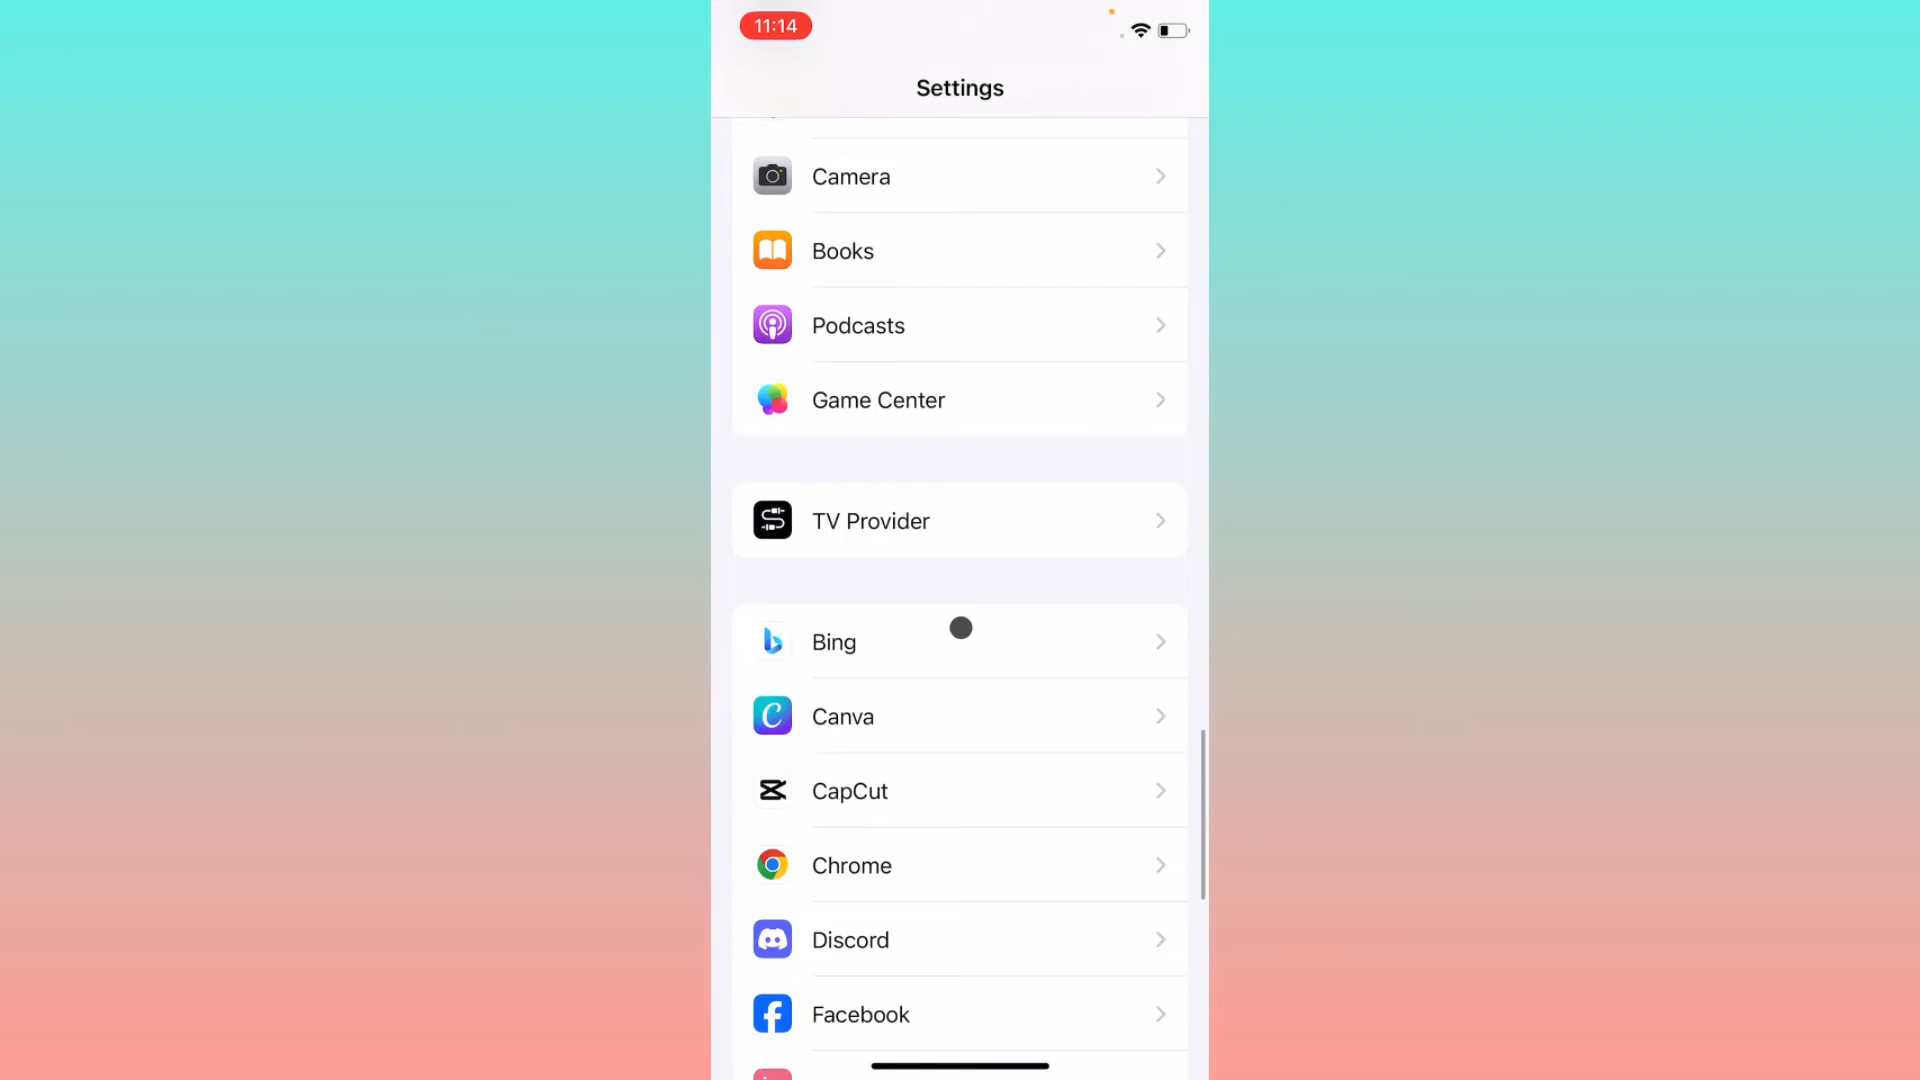 11:14
Settings
Camera
Books
Podcasts
Game Center
TV Provider
Bing
Canva
CapCut
Chrome
Discord
Facebook